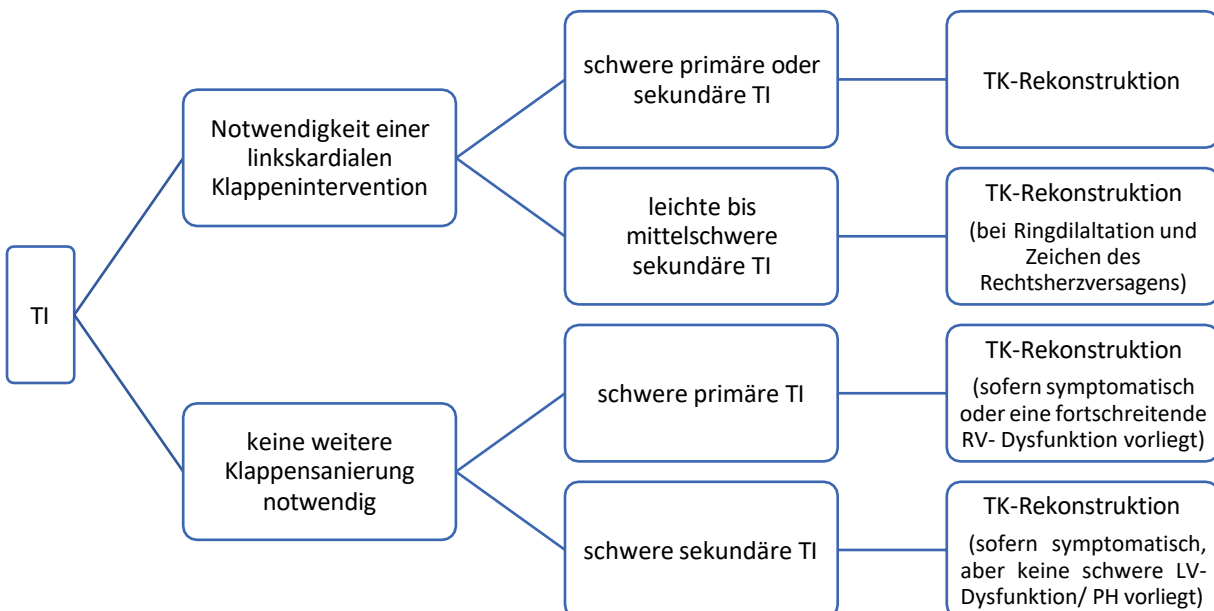 TI
Notwendigkeit einer
linkskardialen
Klappenintervention
schwere primäre oder
sekundäre TI
TK-Rekonstruktion
leichte bis
mittelschwere
sekundäre TI
TK-Rekonstruktion
(bei Ringdilaltation und
Zeichen des
Rechtsherzversagens)
keine weitere
Klappensanierung
notwendig
schwere primäre TI
TK-Rekonstruktion
(sofern symptomatisch
oder eine fortschreitende
RV- Dysfunktion vorliegt)
schwere sekundäre TI
TK-Rekonstruktion
(sofern symptomatisch,
aber keine schwere LV-
Dysfunktion/ PH vorliegt)